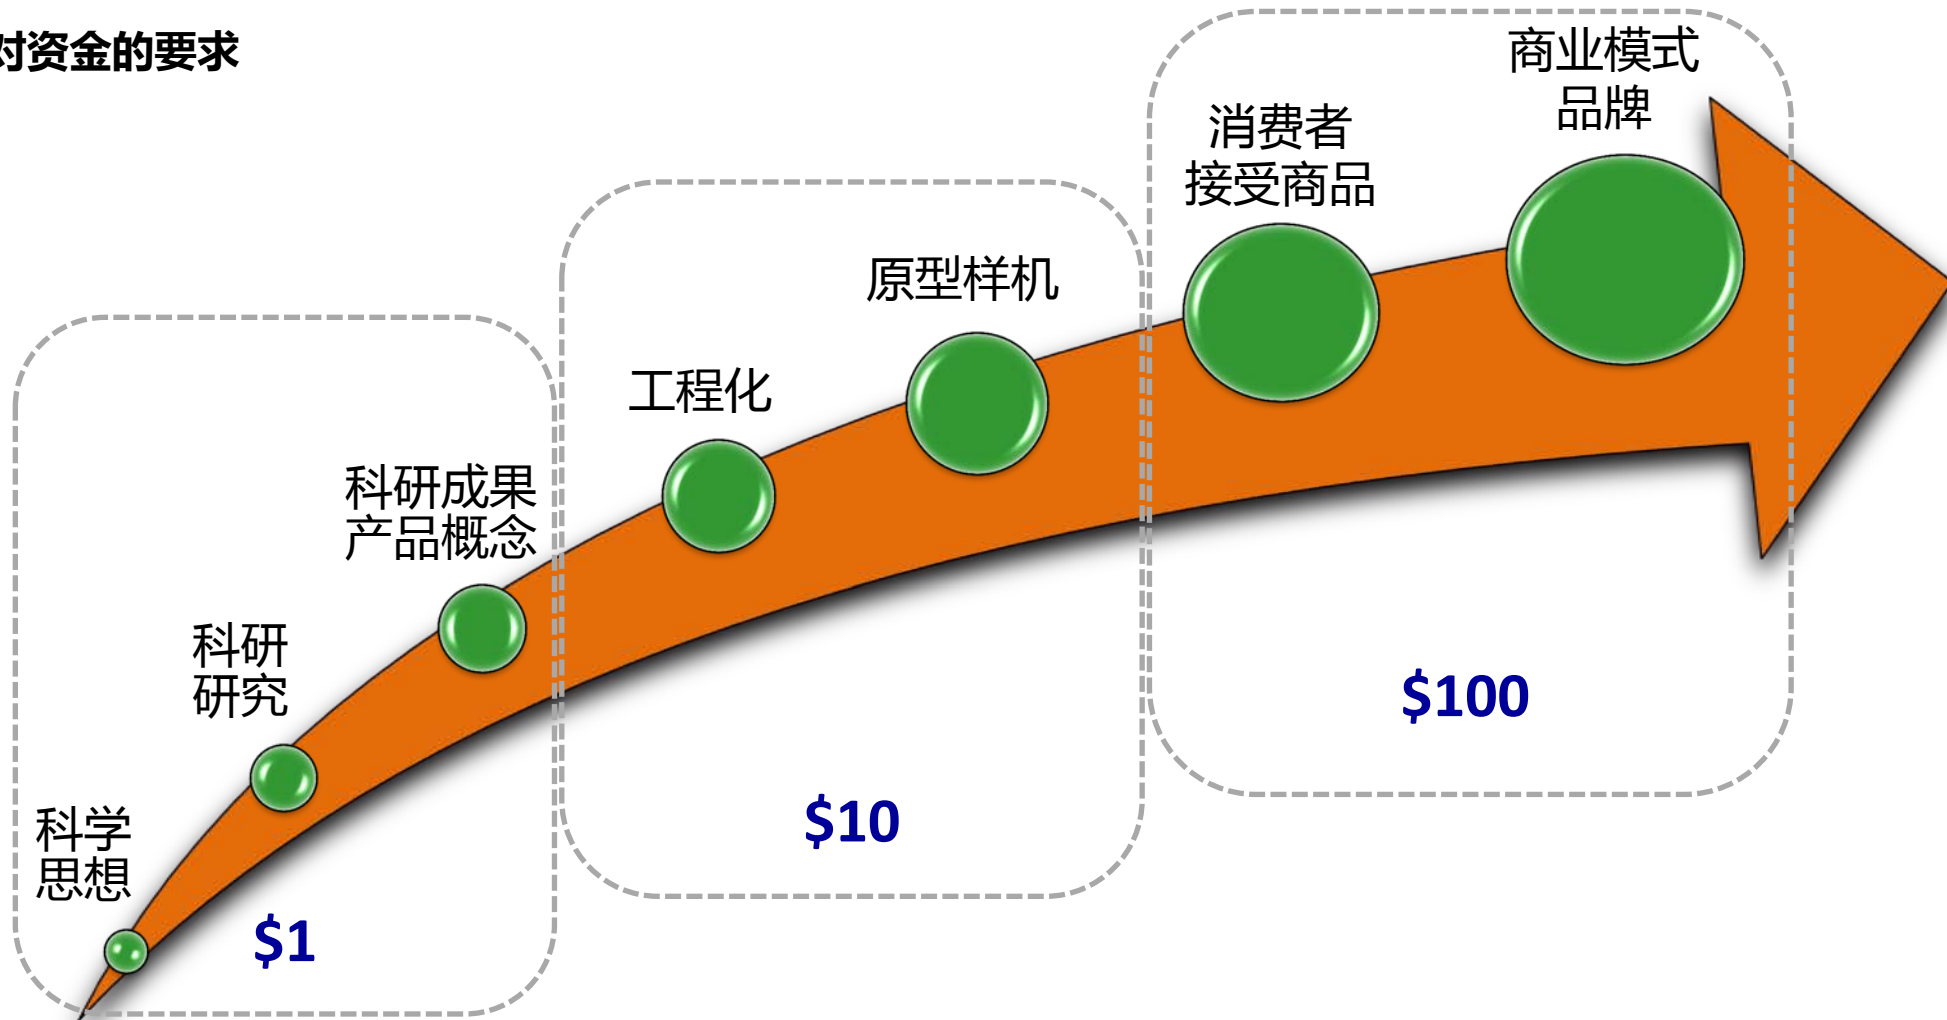 对资金的要求
科学
思想
科研
研究
科研成果
产品概念
$1
工程化
原型样机
$10
消费者
接受商品
商业模式
品牌
$100